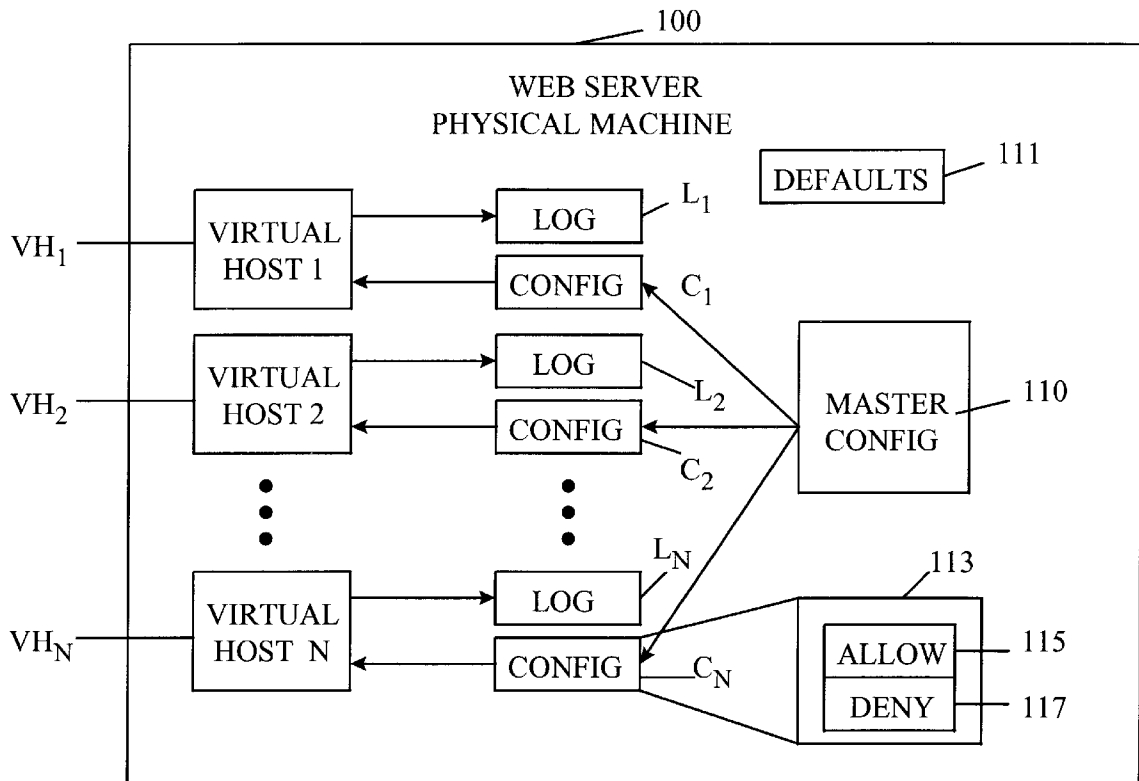 100
WEB SERVER
PHYSICAL MACHINE
111
DEFAULTS
VH1
VIRTUAL
HOST 1
LOG
L1
CONFIG
C1
VH2
VIRTUAL
HOST 2
LOG
L2
CONFIG
C2
MASTER
CONFIG
110
VHN
VIRTUAL
HOST N
LOG
LN
CONFIG
CN
113
ALLOW
115
DENY
117